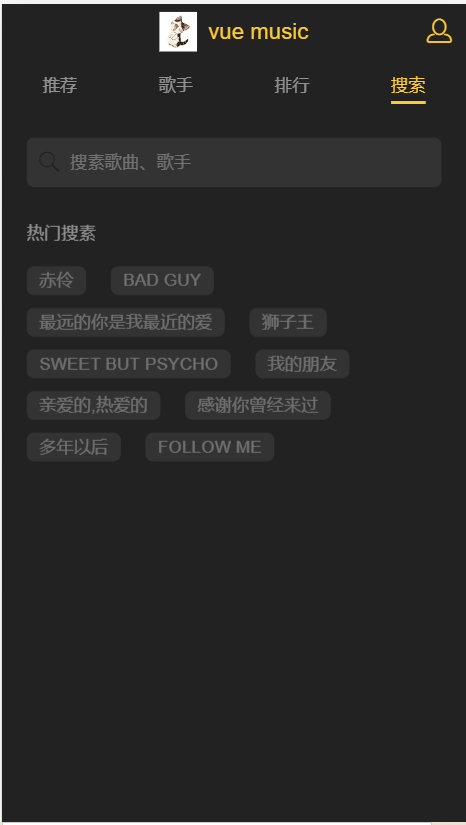 vue music
推荐 歌手 排行 搜索
搜素歌曲、歌手
热门搜素
赤伶 BAD GUY
最远的你是我最近的爱 狮子王
SWEET BUT PSYCHO 我的朋友
亲爱的,热爱的 感谢你曾经来过
多年以后 FOLLOW ME